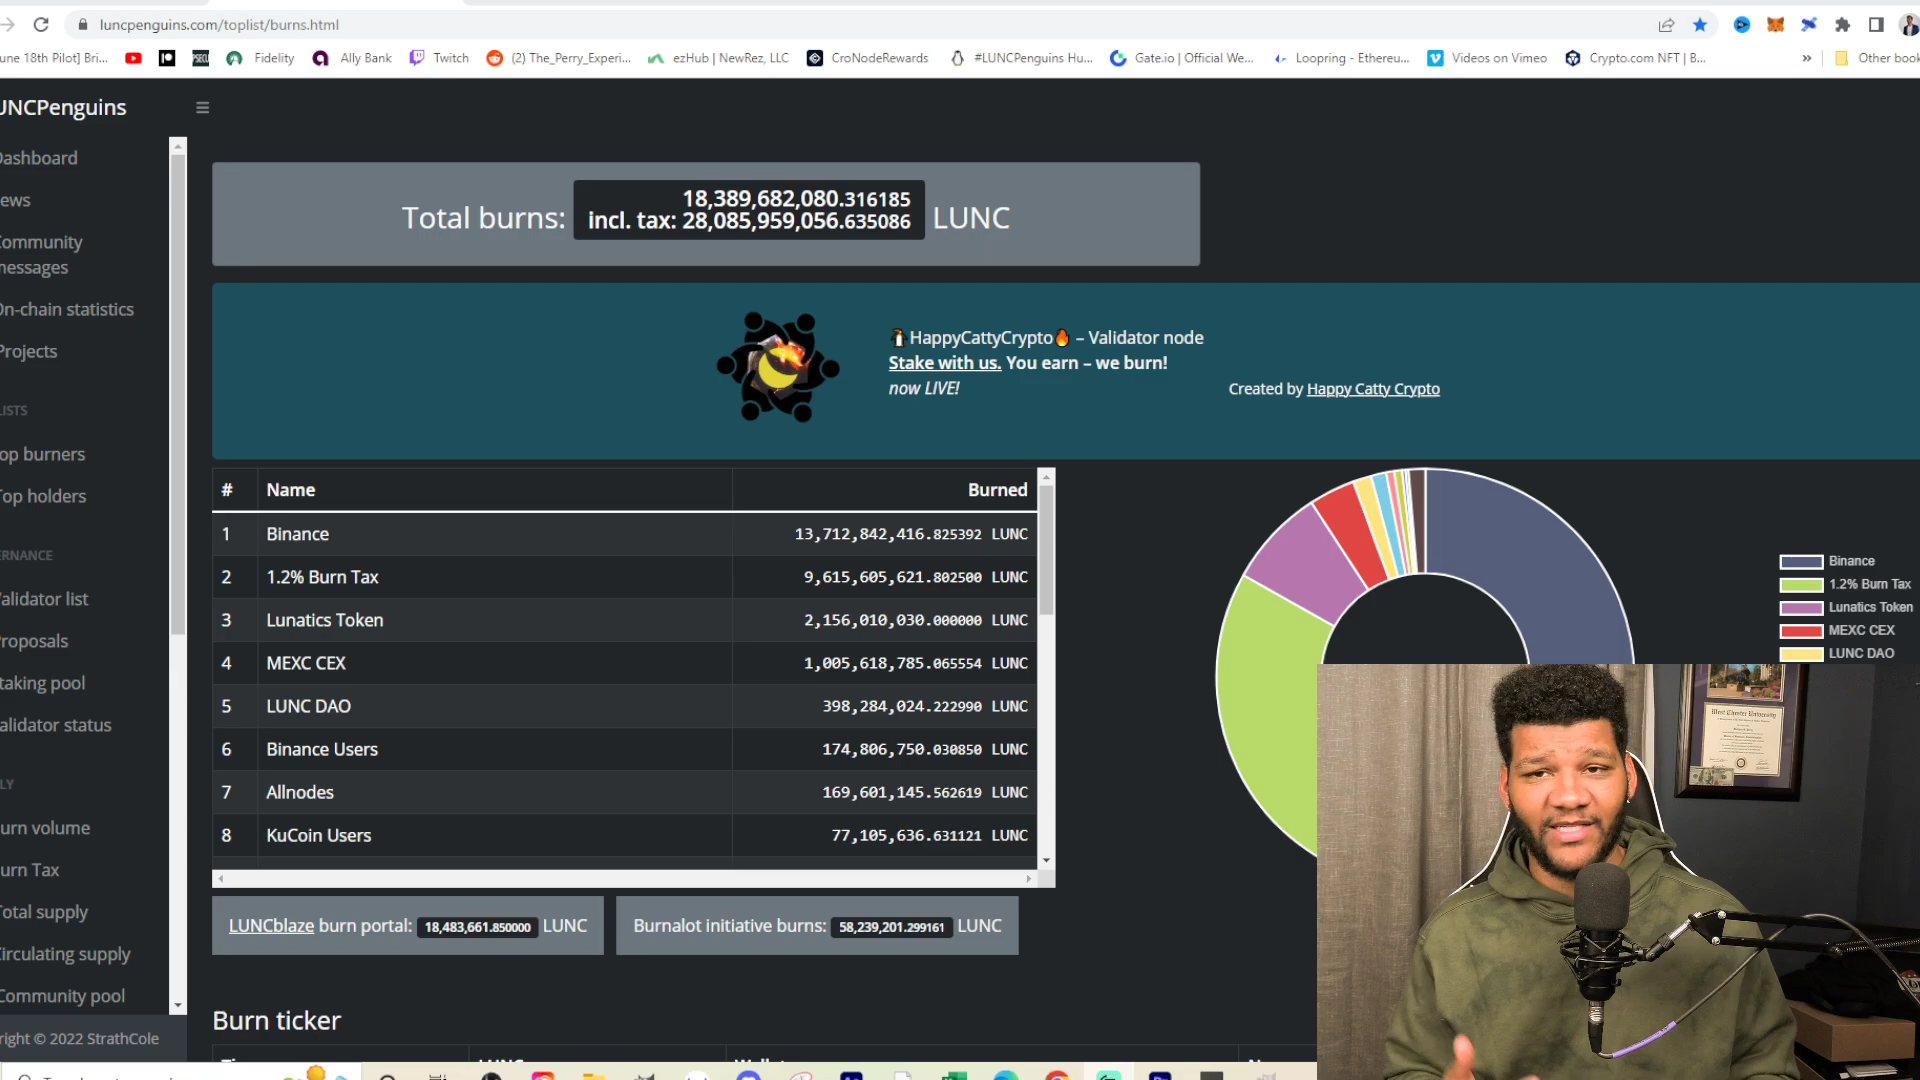 luncpenguins.com/toplist/burns.html
une 18th Pilot] Bri...
Fidelity
Ally Bank
Twitch
(2) The_Perry_Experi...
ezHub | NewRez, LLC
CroNodeRewards
#LUNCPenguins Hu...
Gate.io | Official We...
Loopring - Ethereu...
Videos on Vimeo
Crypto.com NFT | B...
»
Other book
UNCPenguins
Dashboard
ews
Community
messages
On-chain statistics
Projects
LISTS
op burners
Top holders
ERNANCE
alidator list
roposals
taking pool
alidator status
LY
urn volume
urn Tax
Total supply
irculating supply
Community pool
right © 2022 StrathCole
Total burns: 18,389,682,080.316185
incl. tax: 28,085,959,056.635086 LUNC
HappyCattyCrypto – Validator node
Stake with us. You earn – we burn!
now LIVE!
Created by Happy Catty Crypto
# Name Burned
1 Binance 13,712,842,416.825392 LUNC
2 1.2% Burn Tax 9,615,605,621.802500 LUNC
3 Lunatics Token 2,156,010,030.000000 LUNC
4 MEXC CEX 1,005,618,785.065554 LUNC
5 LUNC DAO 398,284,024.222990 LUNC
6 Binance Users 174,806,750.030850 LUNC
7 Allnodes 169,601,145.562619 LUNC
8 KuCoin Users 77,105,636.631121 LUNC
Binance
1.2% Burn Tax
Lunatics Token
MEXC CEX
LUNC DAO
LUNCblaze burn portal: 18,483,661.850000 LUNC
Burnalot initiative burns: 58,239,201.299161 LUNC
Burn ticker
West Chester University